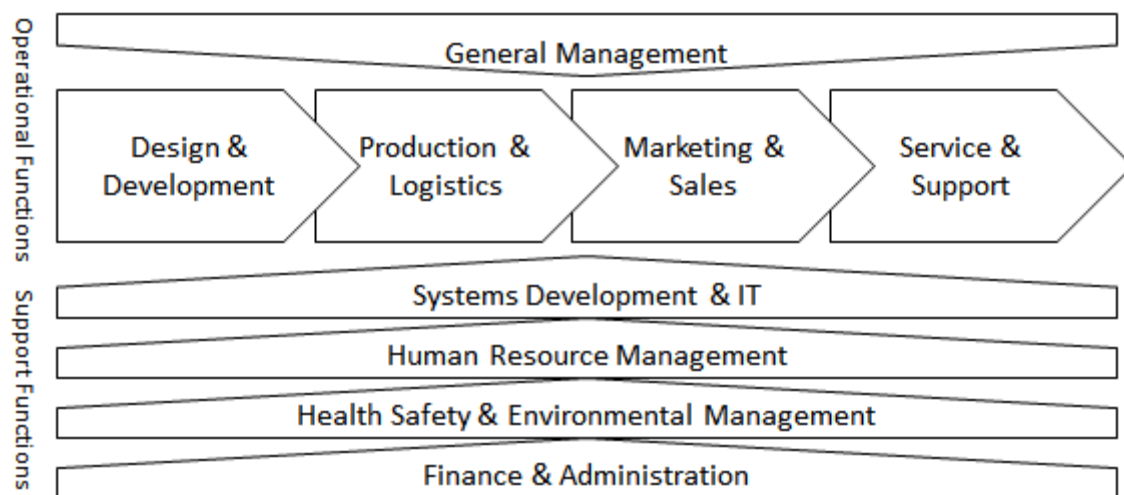 Operational Functions
General Management
Design &
Development
Production &
Logistics
Marketing &
Sales
Service &
Support
Support Functions
Systems Development & IT
Human Resource Management
Health Safety & Environmental Management
Finance & Administration